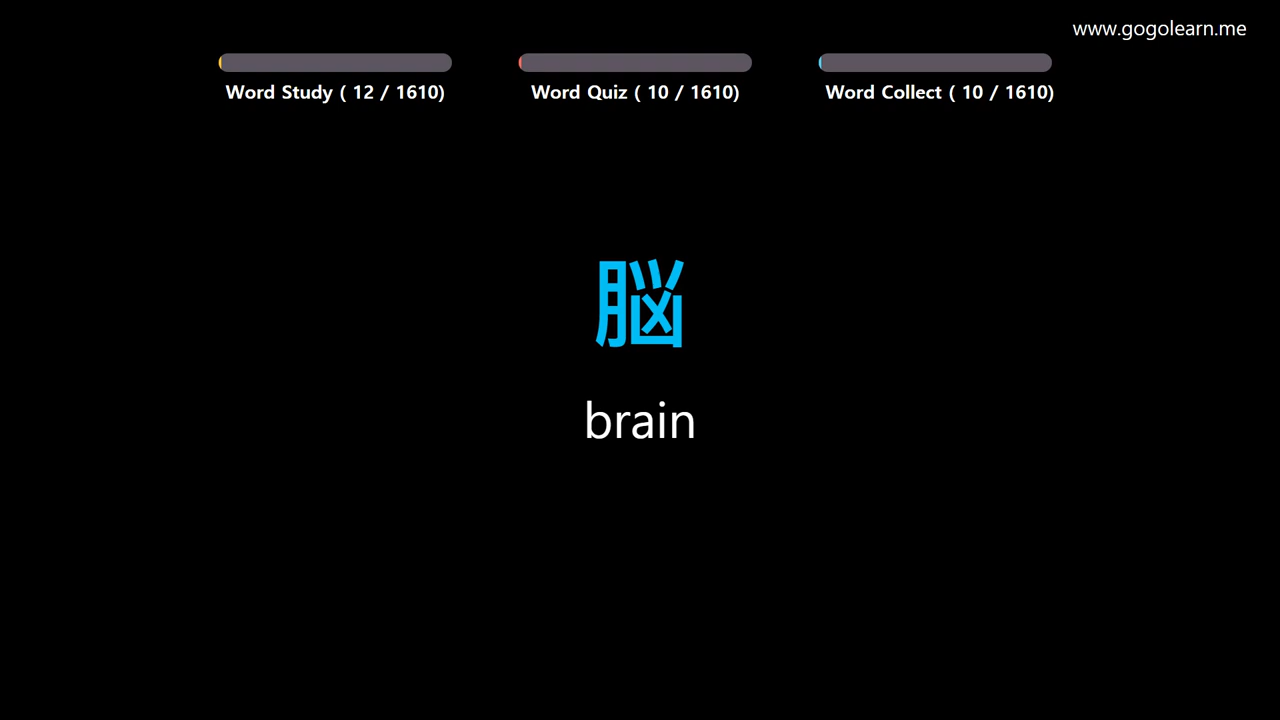 www.gogolearn.me
Word Study ( 12 / 1610)
Word Quiz ( 10 / 1610)
Word Collect ( 10 / 1610)
脳
brain